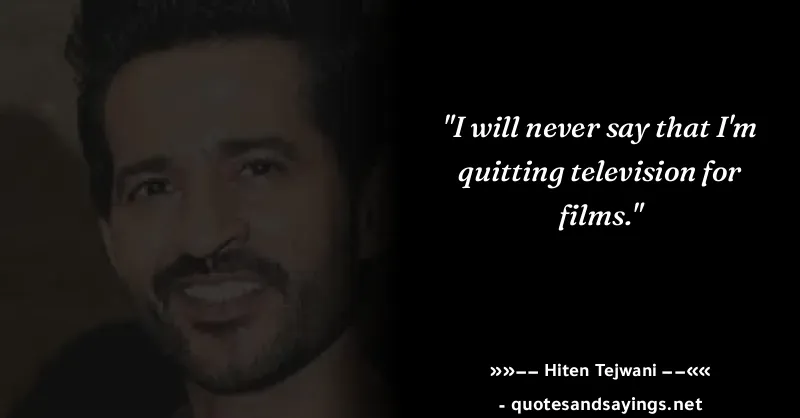 "I will never say that I'm
quitting television for
films."
»»−− Hiten Tejwani −−««
- quotesandsayings.net